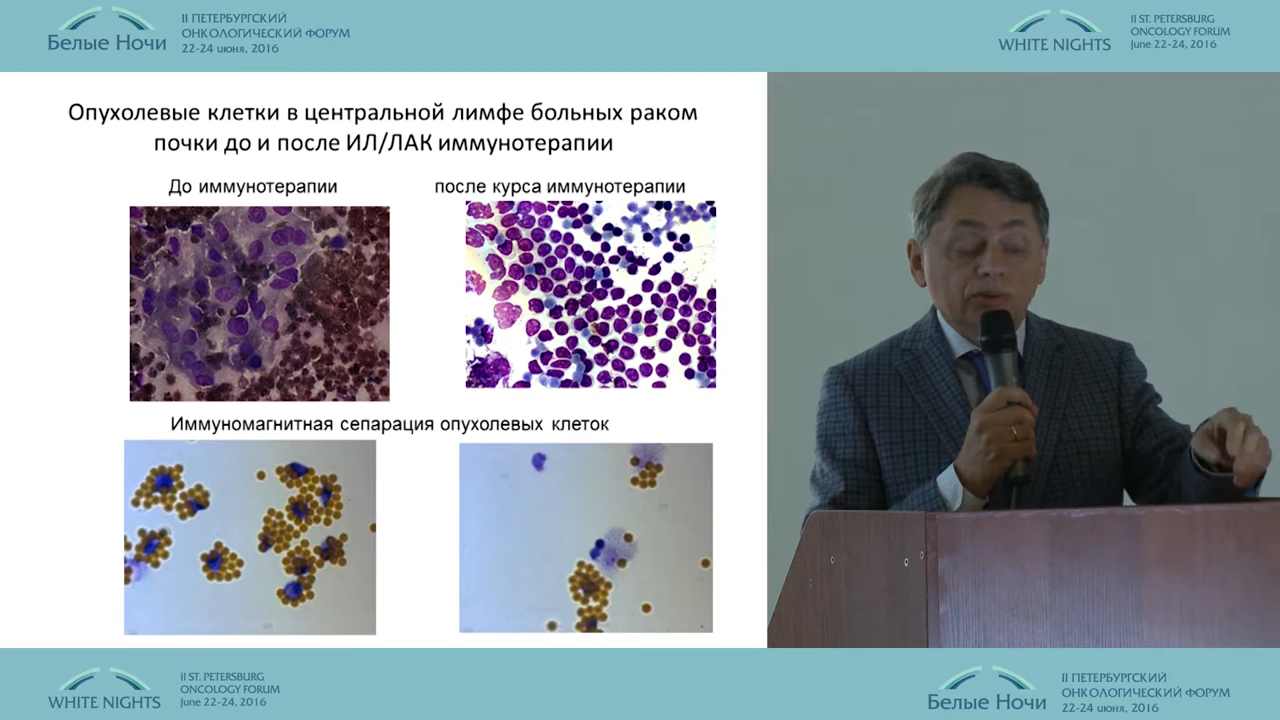 Белые Ночи
II ПЕТЕРБУРГСКИЙ
ОНКОЛОГИЧЕСКИЙ ФОРУМ
22-24 июня, 2016
WHITE NIGHTS
II ST. PETERSBURG
ONCOLOGY FORUM
June 22-24, 2016
Опухолевые клетки в центральной лимфе больных раком
почки до и после ИЛ/ЛАК иммунотерапии
До иммунотерапии
после курса иммунотерапии
Иммуномагнитная сепарация опухолевых клеток
WHITE NIGHTS
II ST. PETERSBURG
ONCOLOGY FORUM
June 22-24, 2016
Белые Ночи
II ПЕТЕРБУРГСКИЙ
ОНКОЛОГИЧЕСКИЙ ФОРУМ
22-24 июня, 2016